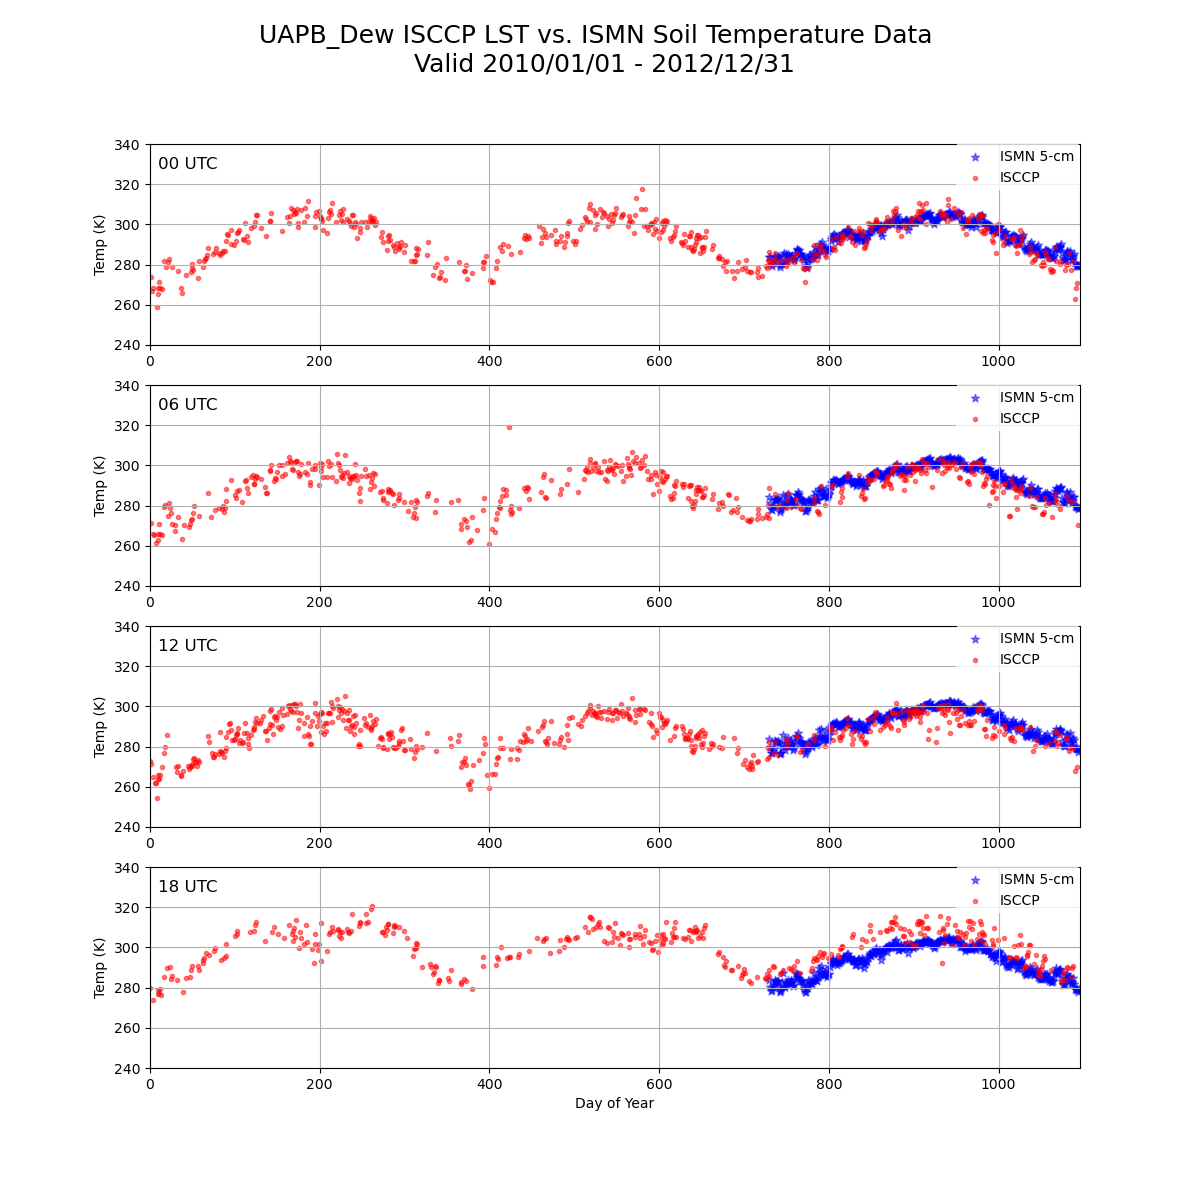 UAPB_Dew ISCCP LST vs. ISMN Soil Temperature Data
Valid 2010/01/01 - 2012/12/31
340
320
300
280
260
240
Temp (K)
00 UTC
ISMN 5-cm
ISCCP
0
200
400
600
800
1000
340
320
300
280
260
240
Temp (K)
06 UTC
ISMN 5-cm
ISCCP
0
200
400
600
800
1000
340
320
300
280
260
240
Temp (K)
12 UTC
ISMN 5-cm
ISCCP
0
200
400
600
800
1000
340
320
300
280
260
240
Temp (K)
18 UTC
ISMN 5-cm
ISCCP
0
200
400
600
800
1000
Day of Year